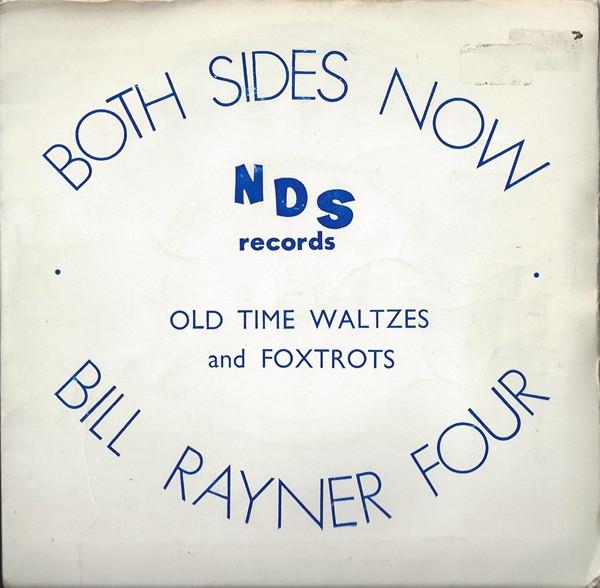 BOTH SIDES NOW
NDS
records
OLD TIME WALTZES
and FOXTROTS
BILL RAYNER FOUR